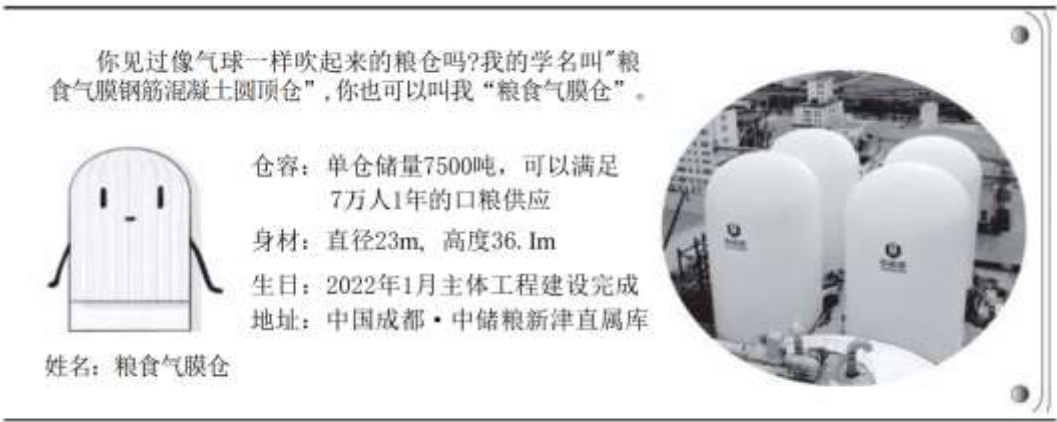 你见过像气球一样吹起来的粮仓吗?我的学名叫"粮
食气膜钢筋混凝土圆顶仓",你也可以叫我“粮食气膜仓”。
仓容：单仓储量7500吨，可以满足
7万人1年的口粮供应
身材：直径23m, 高度36.Im
生日：2022年1月主体工程建设完成
地址：中国成都·中储粮新津直属库
姓名：粮食气膜仓